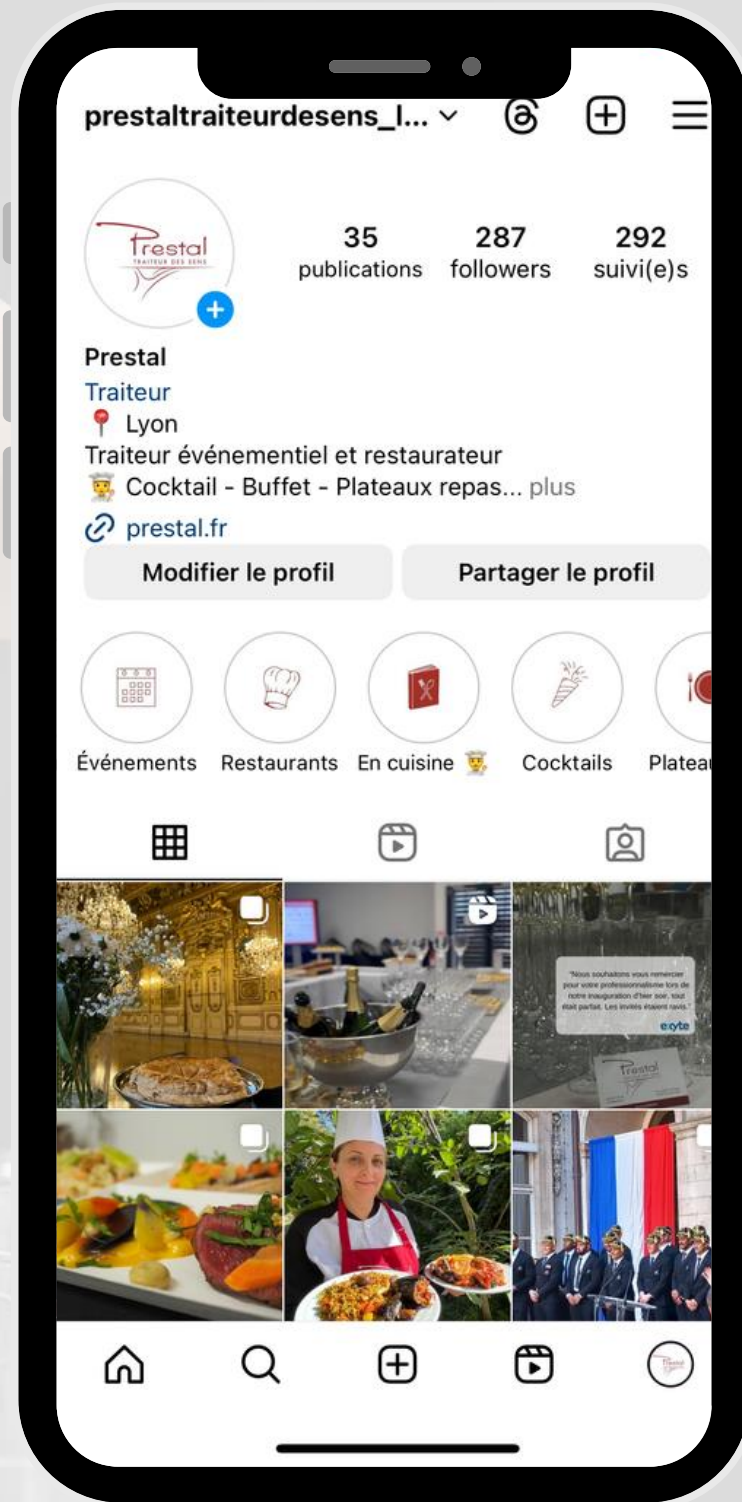 prestaltraiteurdesens_l...
Prestal
TRAITEUR DES SENS
35
publications
287
followers
292
suivi(e)s
Prestal
Traiteur
Lyon
Traiteur événementiel et restaurateur
Cocktail - Buffet - Plateaux repas... plus
prestal.fr
Modifier le profil
Partager le profil
Événements
Restaurants
En cuisine
Cocktails
Plateau
"Nous souhaitons vous remercier
pour votre professionnalisme lors de
notre inauguration d'hier soir, tout
était parfait. Les invités étaient ravis."
exyte
Prestal